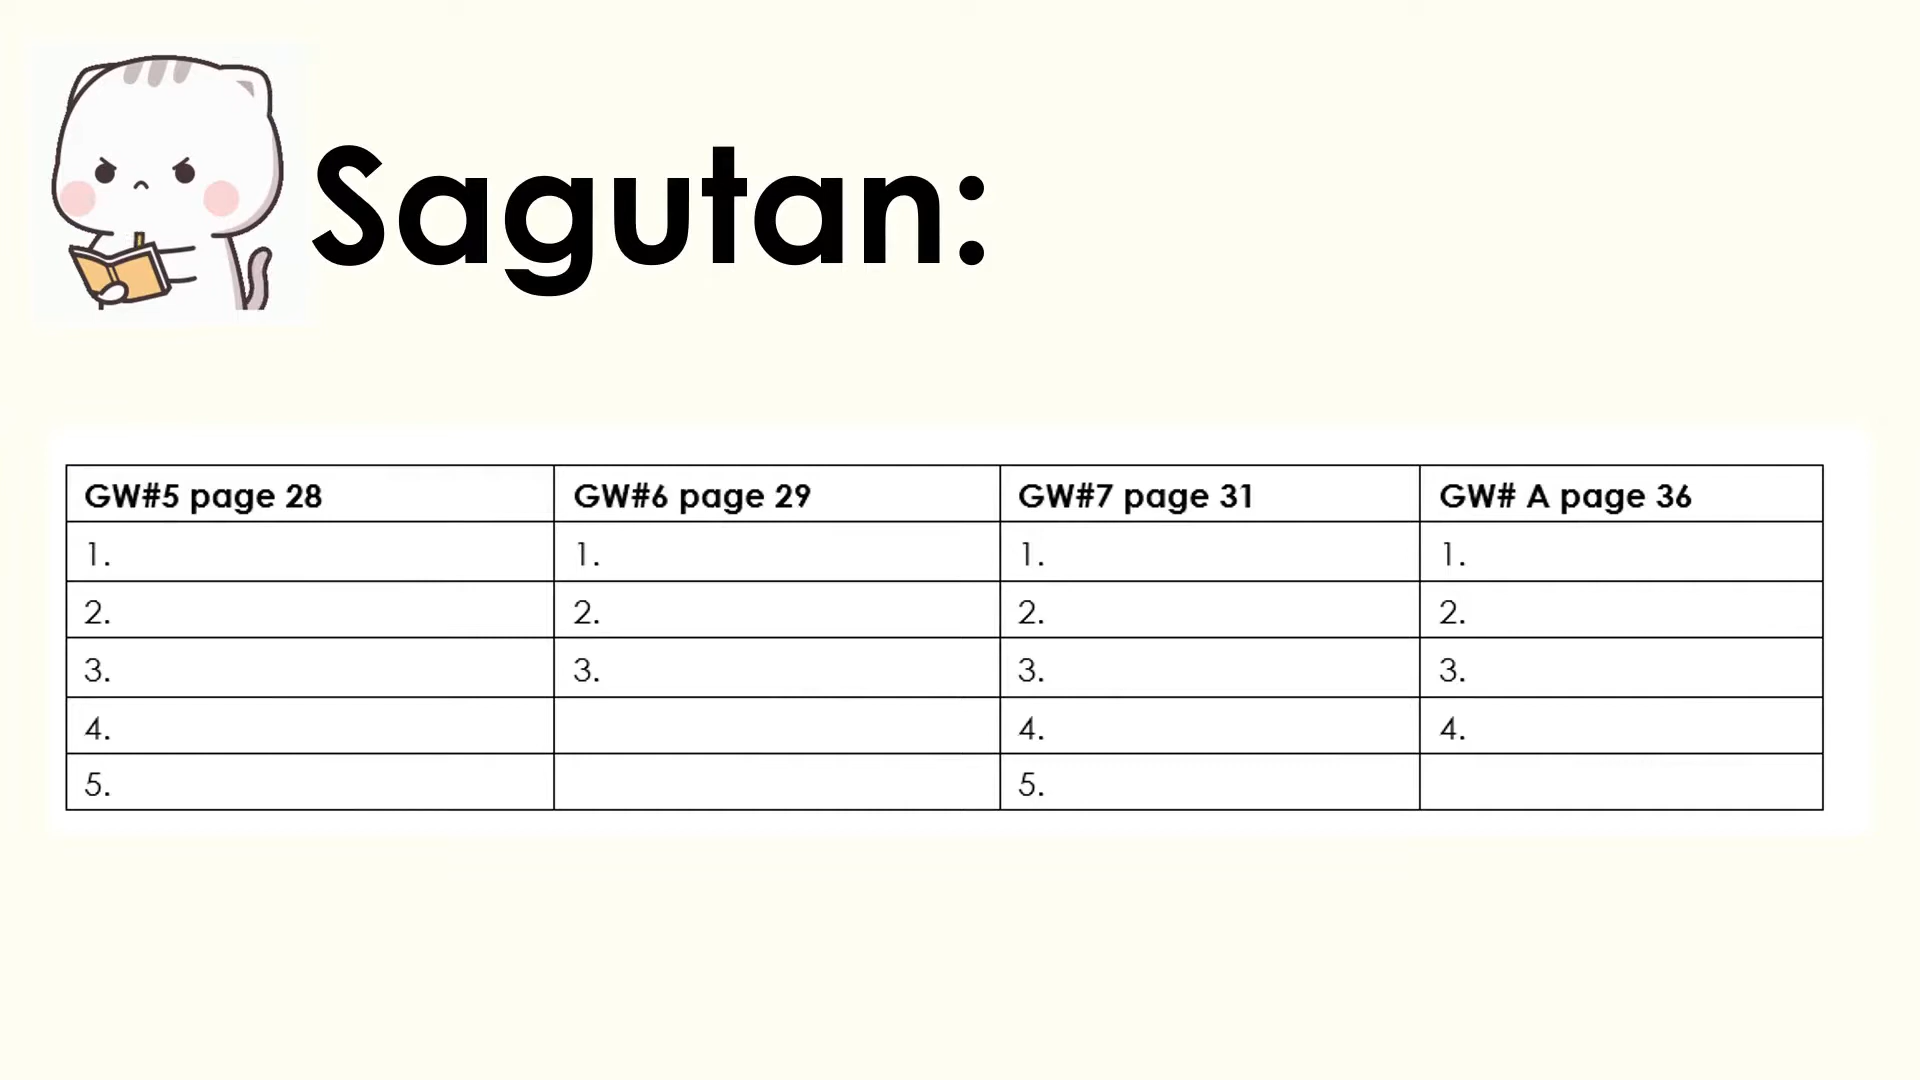 Sagutan:
GW#5 page 28 GW#6 page 29 GW#7 page 31 GW# A page 36
1. 1. 1. 1.
2. 2. 2. 2.
3. 3. 3. 3.
4. 4. 4.
5. 5.